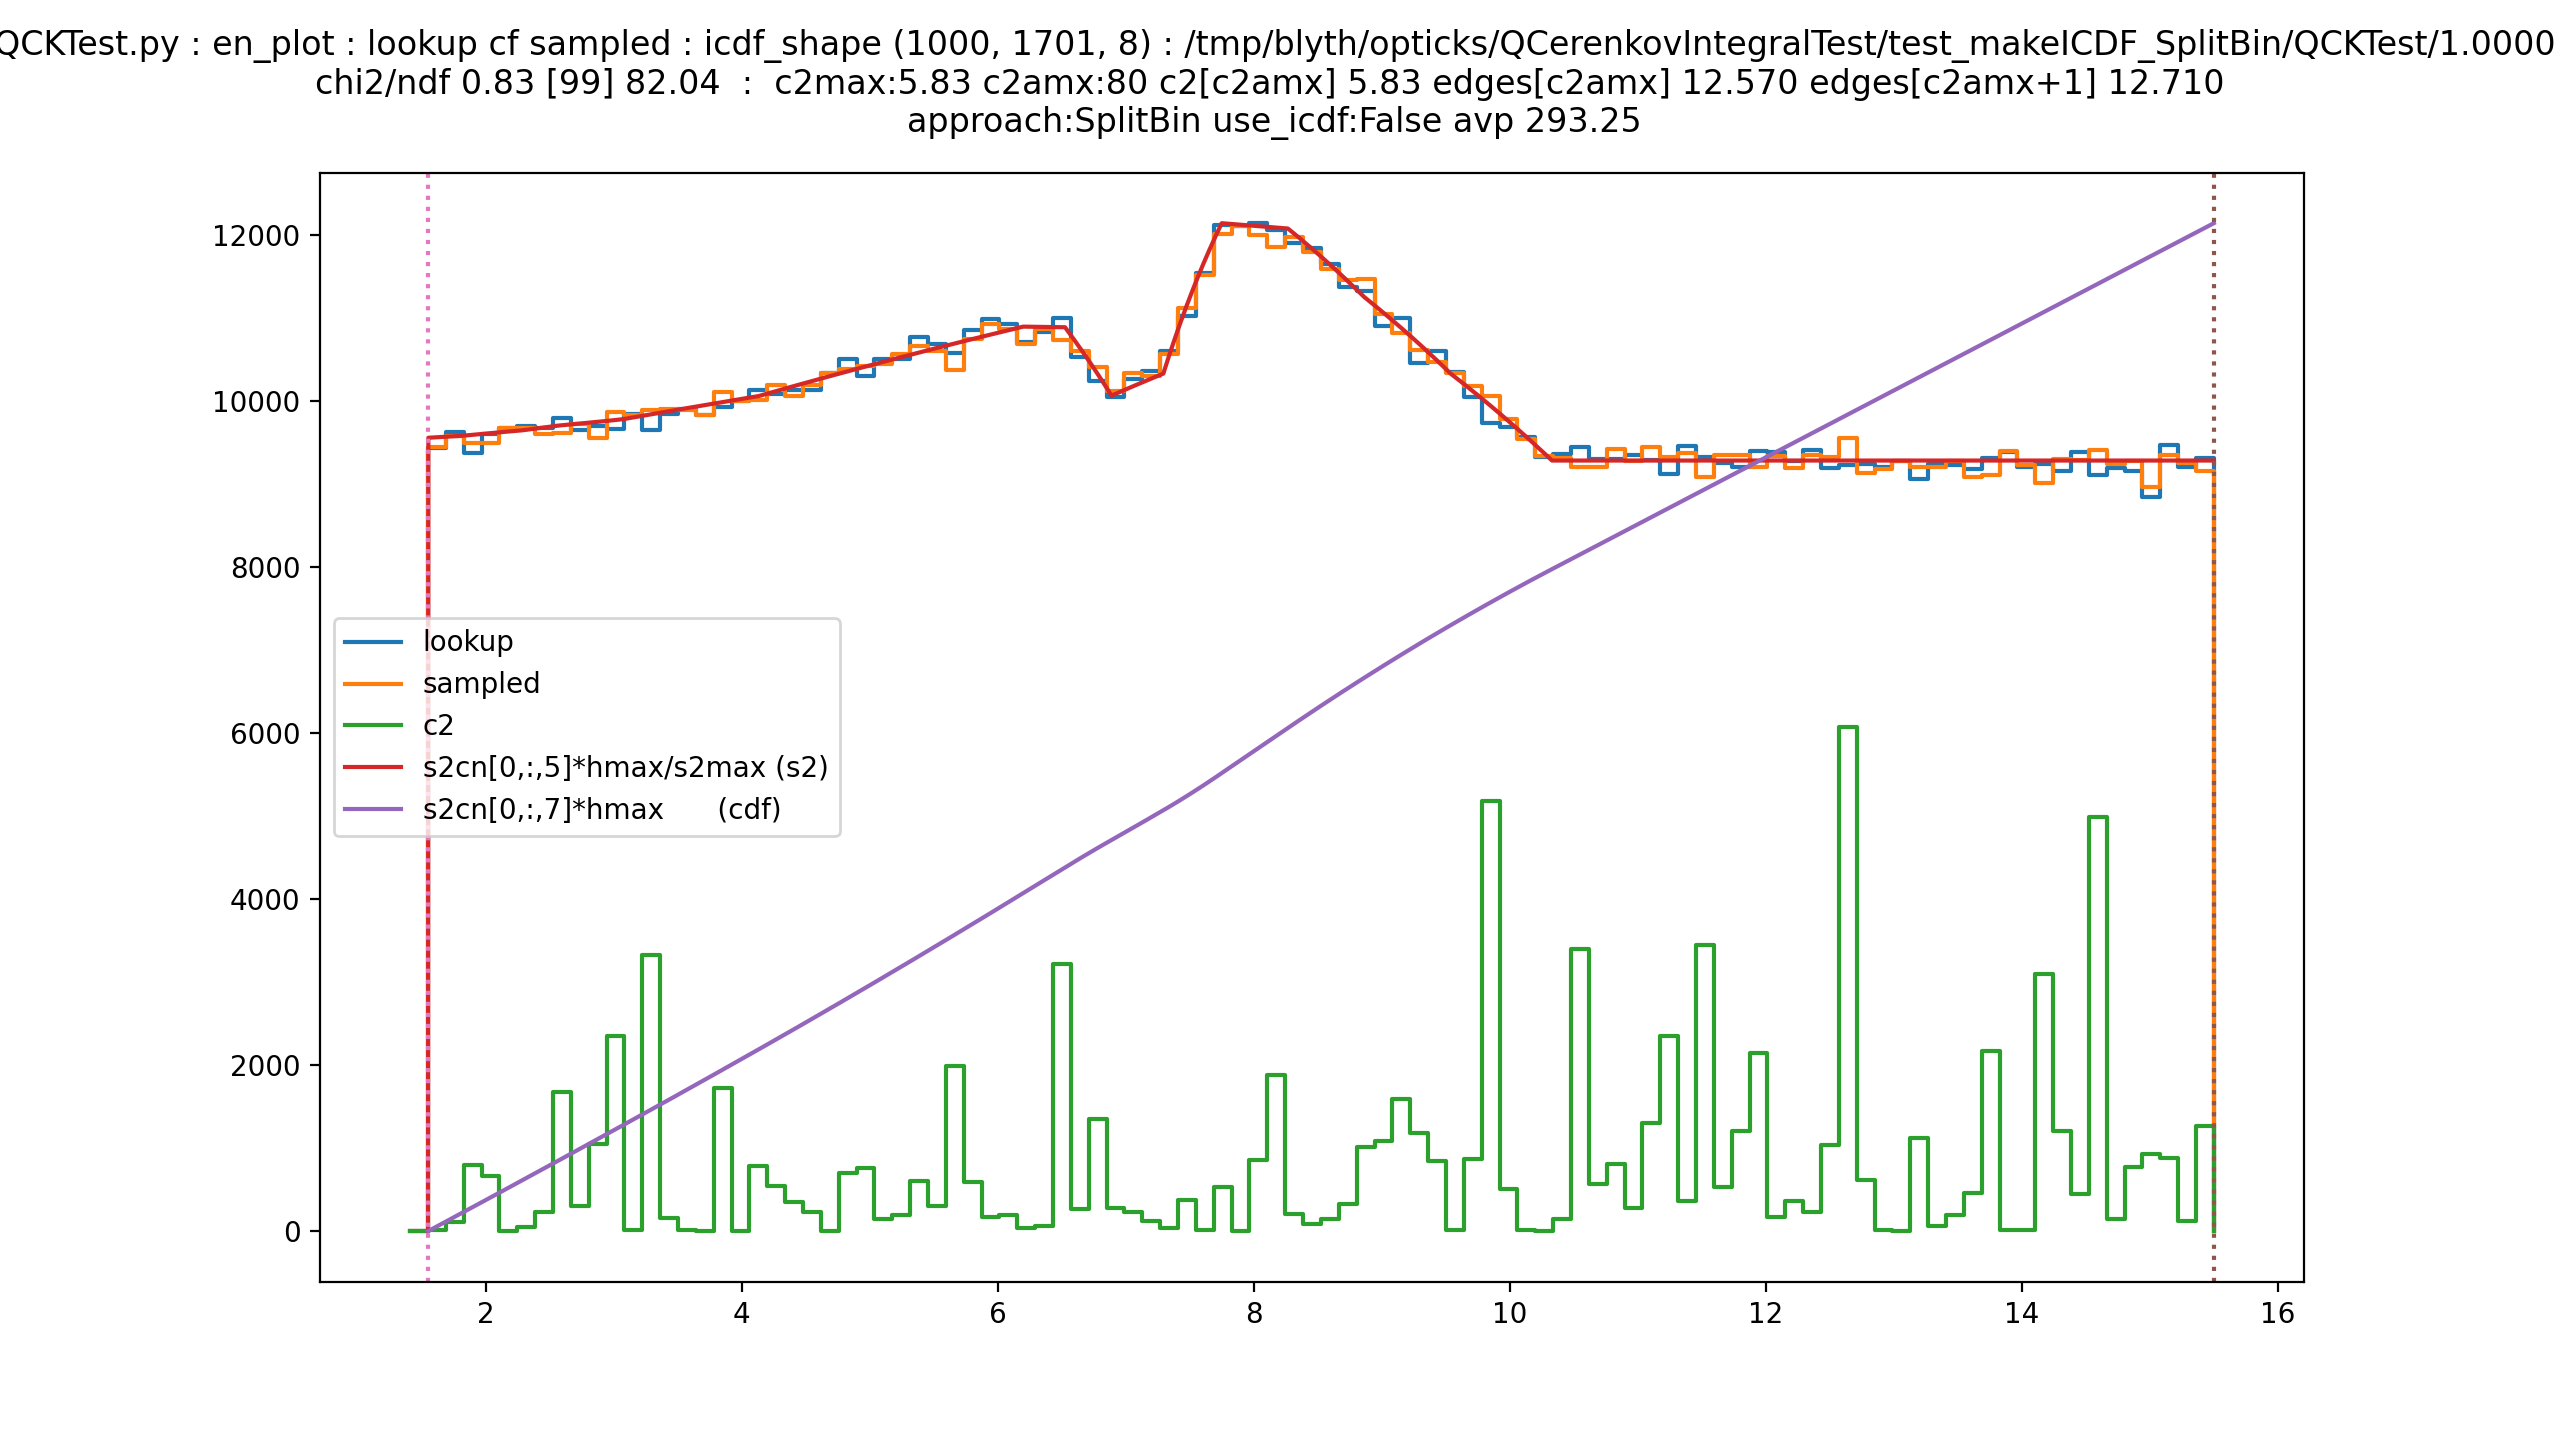 QCKTest.py : en_plot : lookup cf sampled : icdf_shape (1000, 1701, 8) : /tmp/blyth/opticks/QCerenkovIntegralTest/test_makeICDF_SplitBin/QCKTest/1.0000
chi2/ndf 0.83 [99] 82.04  :  c2max:5.83 c2amx:80 c2[c2amx] 5.83 edges[c2amx] 12.570 edges[c2amx+1] 12.710
approach:SplitBin use_icdf:False avp 293.25
12000
10000
8000
6000
4000
2000
0
lookup
sampled
c2
s2cn[0,:,5]*hmax/s2max (s2)
s2cn[0,:,7]*hmax      (cdf)
2 4 6 8 10 12 14 16